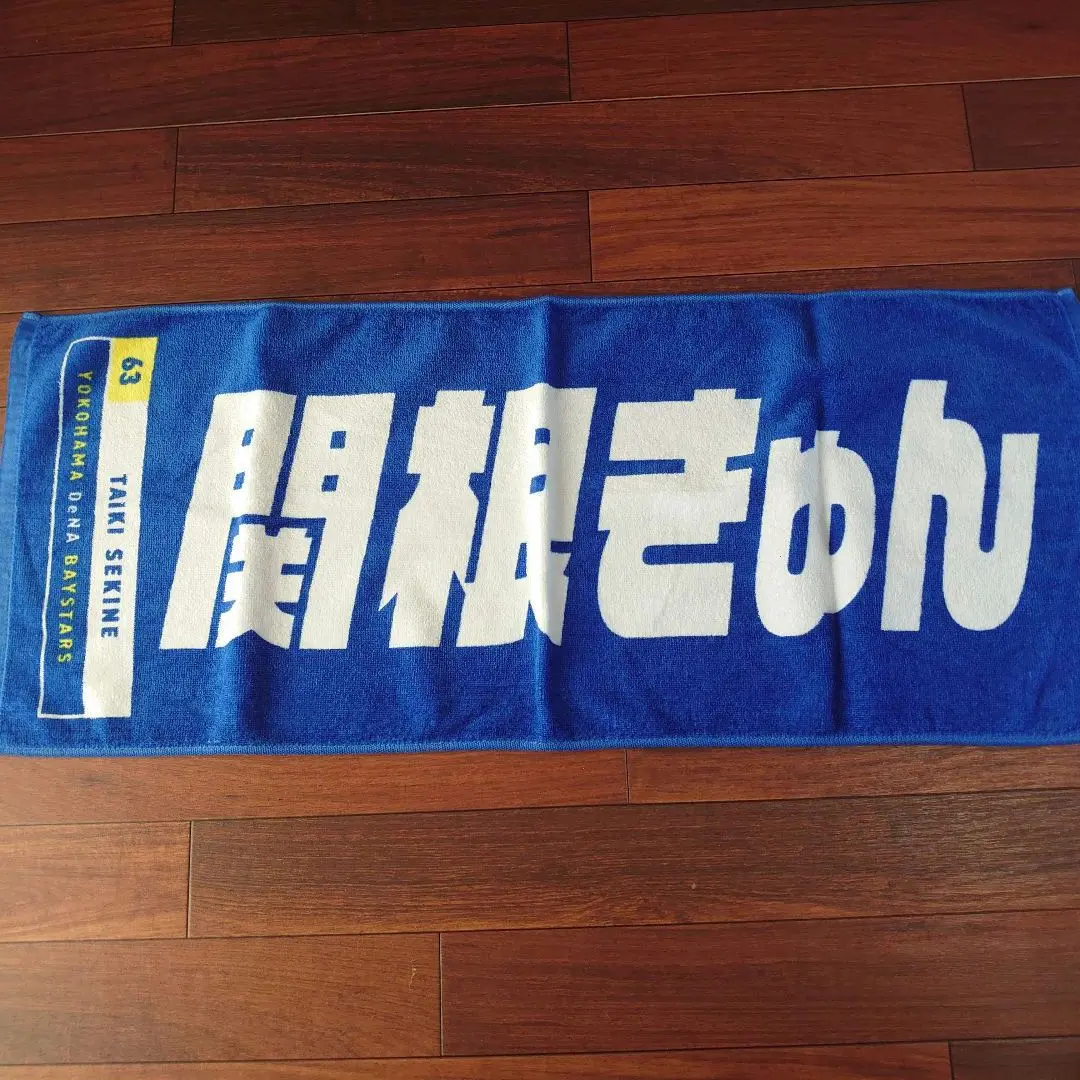 関根きゅん
63
TAIKI SEKINE
YOKOHAMA DeNA BAYSTARS